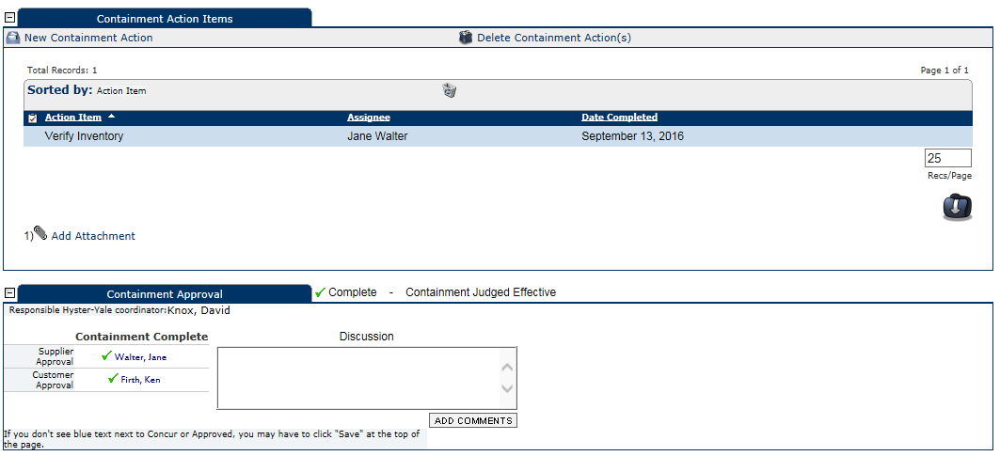 Containment Action Items
New Containment Action Delete Containment Action(s)
Total Records: 1 Page 1 of 1
Sorted by: Action Item
Action Item Assignee Date Completed
Verify Inventory Jane Walter September 13, 2016
25
Recs/Page
1) Add Attachment
Containment Approval Complete - Containment Judged Effective
Responsible Hyster-Yale coordinator:Knox, David
Containment Complete Discussion
Supplier
Approval Walter, Jane
Customer
Approval Firth, Ken
ADD COMMENTS
If you don't see blue text next to Concur or Approved, you may have to click "Save" at the top of
the page.